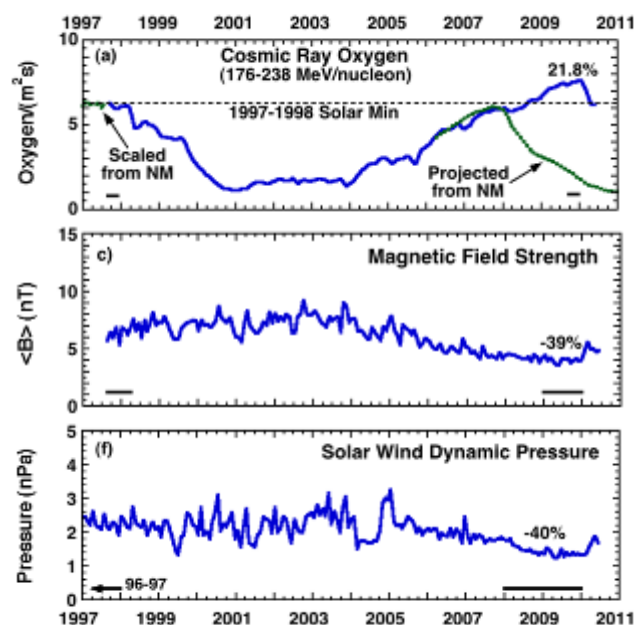 1997 1999 2001 2003 2005 2007 2009 2011
10
(a)
Cosmic Ray Oxygen
(176-238 MeV/nucleon)
21.8%
1997-1998 Solar Min
5
Scaled
from NM
Projected
from NM
0
Oxygen/(m²s)
15
c)
Magnetic Field Strength
10
5
-39%
0
<B> (nT)
5
(f)
Solar Wind Dynamic Pressure
4
3
2
-40%
1
96-97
0
Pressure (nPa)
1997 1999 2001 2003 2005 2007 2009 2011